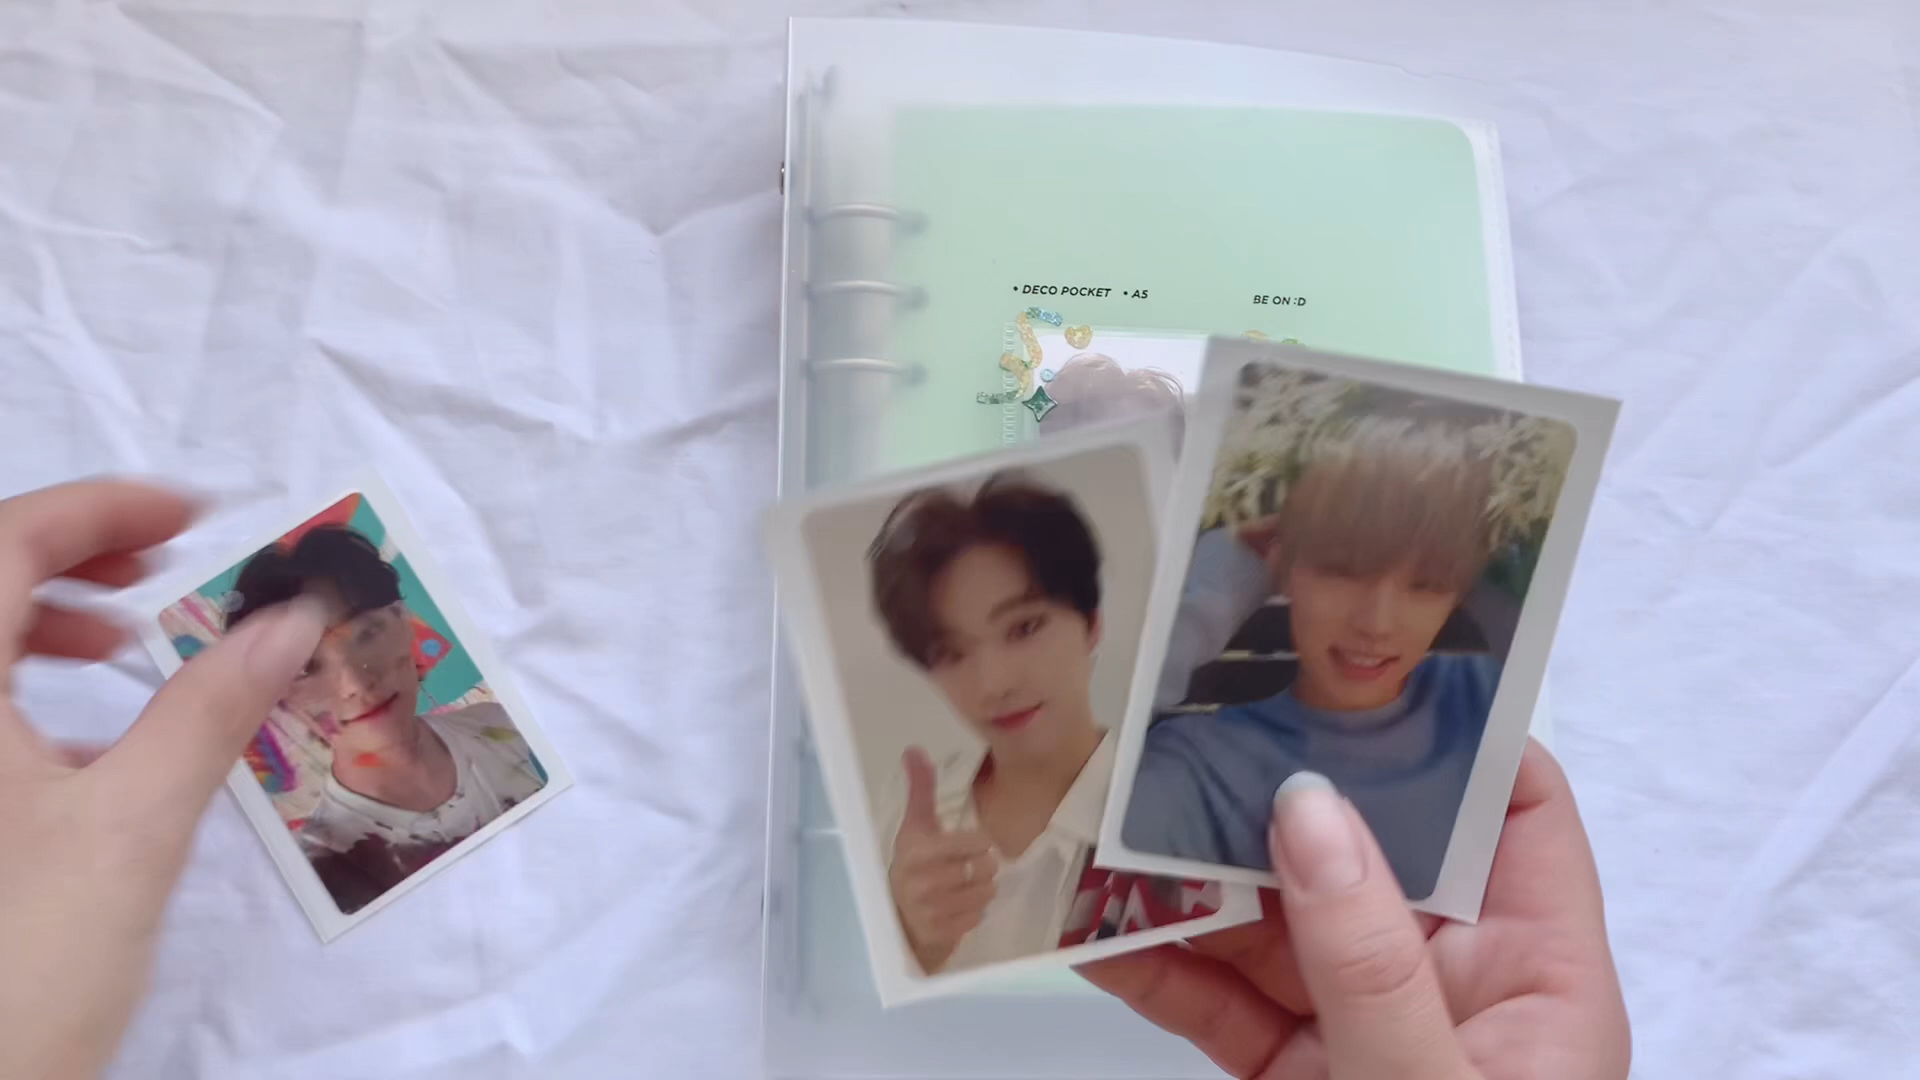 • DECO POCKET • A5
BE ON :D